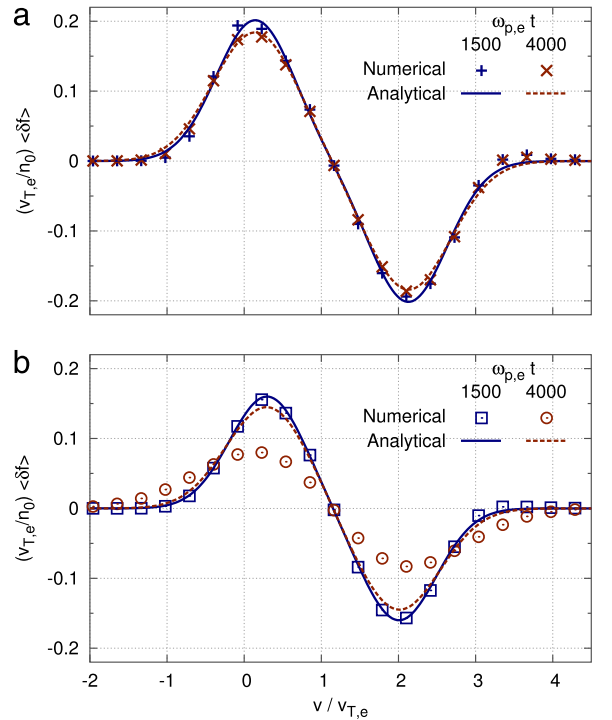 a
ω_{p,e} t
1500 4000
Numerical
Analytical
(v_{T,e}/n_0) <δf>
0.2
0.1
0
-0.1
-0.2
b
ω_{p,e} t
1500 4000
Numerical
Analytical
(v_{T,e}/n_0) <δf>
0.2
0.1
0
-0.1
-0.2
-2 -1 0 1 2 3 4
v / v_{T,e}